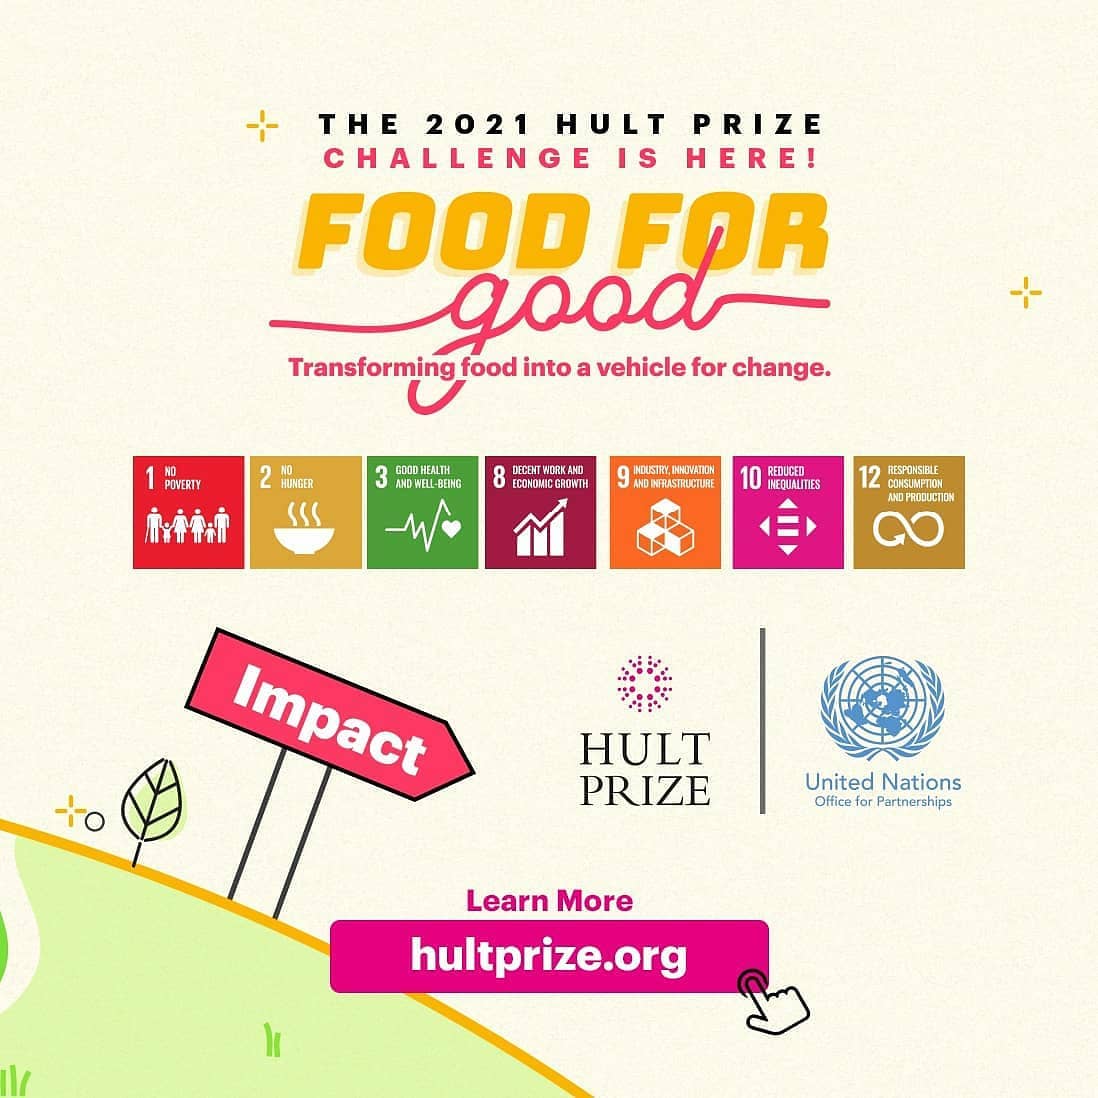 THE 2021 HULT PRIZE
CHALLENGE IS HERE!
FOOD FOR
good
Transforming food into a vehicle for change.
1 NO
POVERTY
2 NO
HUNGER
3 GOOD HEALTH
AND WELL-BEING
8 DECENT WORK AND
ECONOMIC GROWTH
9 INDUSTRY, INNOVATION
AND INFRASTRUCTURE
10 REDUCED
INEQUALITIES
12 RESPONSIBLE
CONSUMPTION
AND PRODUCTION
Impact
HULT
PRIZE
United Nations
Office for Partnerships
Learn More
hultprize.org